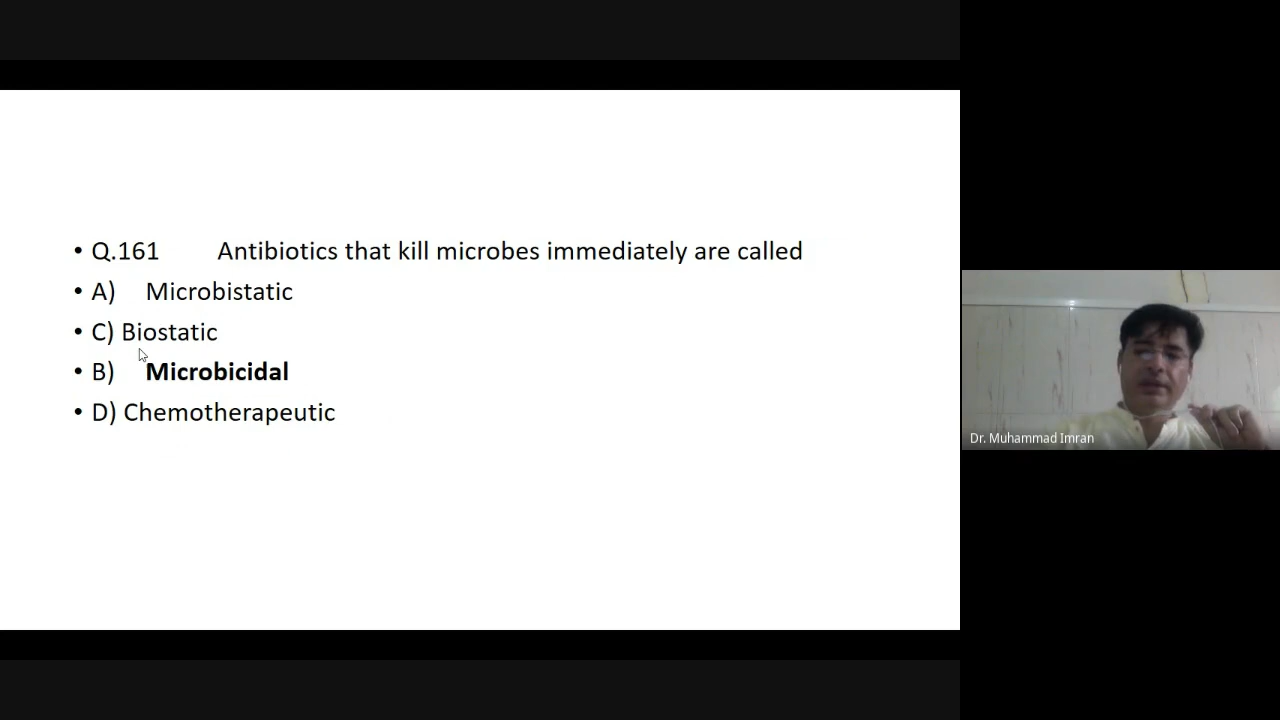 • Q.161 Antibiotics that kill microbes immediately are called
• A) Microbistatic
• C) Biostatic
• B) Microbicidal
• D) Chemotherapeutic
Dr. Muhammad Imran